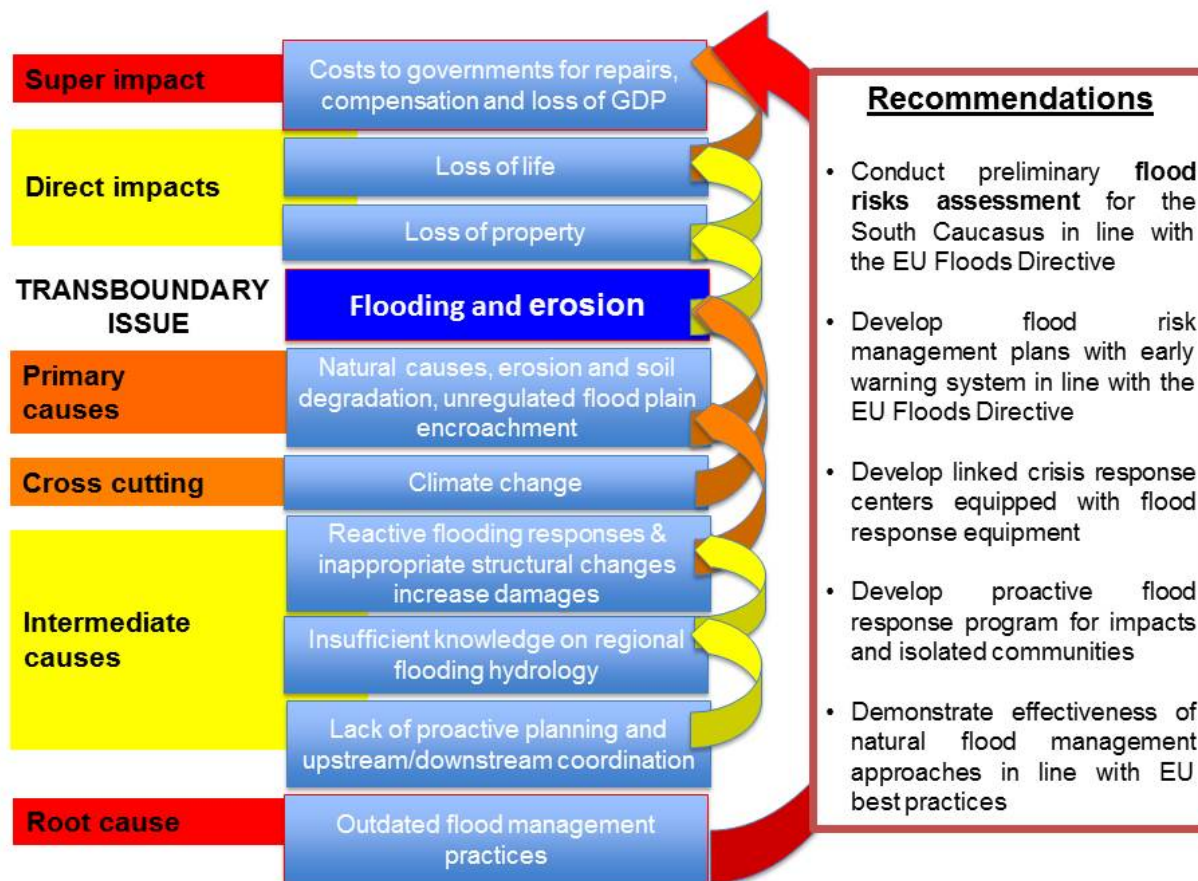 Super impact
Costs to governments for repairs,
compensation and loss of GDP
Direct impacts
Loss of life
Loss of property
TRANSBOUNDARY
ISSUE
Flooding and erosion
Primary
causes
Natural causes, erosion and soil
degradation, unregulated flood plain
encroachment
Cross cutting
Climate change
Intermediate
causes
Reactive flooding responses &
inappropriate structural changes
increase damages
Insufficient knowledge on regional
flooding hydrology
Lack of proactive planning and
upstream/downstream coordination
Root cause
Outdated flood management
practices
Recommendations
• Conduct preliminary flood
risks assessment for the
South Caucasus in line with
the EU Floods Directive
• Develop flood risk
management plans with early
warning system in line with the
EU Floods Directive
• Develop linked crisis response
centers equipped with flood
response equipment
• Develop proactive flood
response program for impacts
and isolated communities
• Demonstrate effectiveness of
natural flood management
approaches in line with EU
best practices